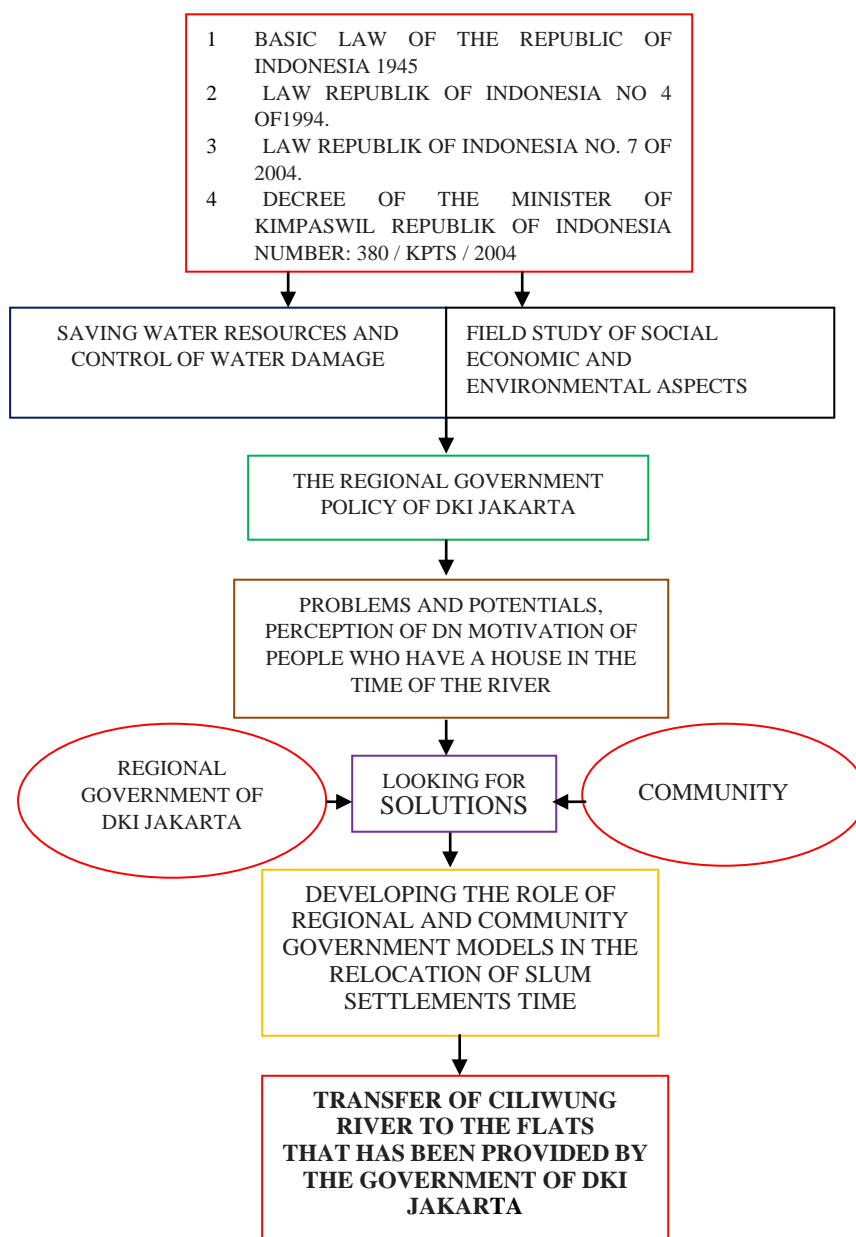 1 BASIC LAW OF THE REPUBLIC OF
INDONESIA 1945
2 LAW REPUBLIK OF INDONESIA NO 4
OF1994.
3 LAW REPUBLIK OF INDONESIA NO. 7 OF
2004.
4 DECREE OF THE MINISTER OF
KIMPASWIL REPUBLIK OF INDONESIA
NUMBER: 380 / KPTS / 2004
SAVING WATER RESOURCES AND
CONTROL OF WATER DAMAGE
FIELD STUDY OF SOCIAL
ECONOMIC AND
ENVIRONMENTAL ASPECTS
THE REGIONAL GOVERNMENT
POLICY OF DKI JAKARTA
PROBLEMS AND POTENTIALS,
PERCEPTION OF DN MOTIVATION OF
PEOPLE WHO HAVE A HOUSE IN THE
TIME OF THE RIVER
REGIONAL
GOVERNMENT OF
DKI JAKARTA
LOOKING FOR
SOLUTIONS
COMMUNITY
DEVELOPING THE ROLE OF
REGIONAL AND COMMUNITY
GOVERNMENT MODELS IN THE
RELOCATION OF SLUM
SETTLEMENTS TIME
TRANSFER OF CILIWUNG
RIVER TO THE FLATS
THAT HAS BEEN PROVIDED BY
THE GOVERNMENT OF DKI
JAKARTA